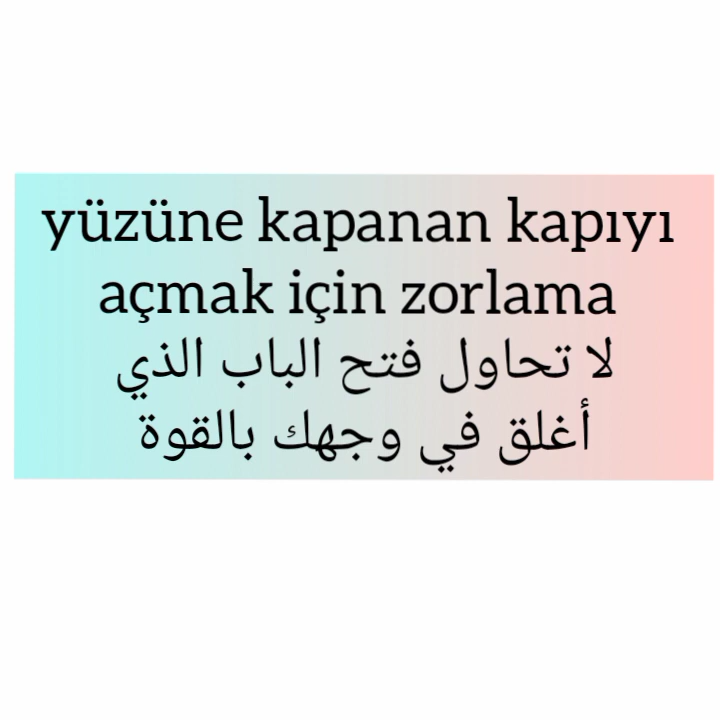 yüzüne kapanan kapıyı
açmak için zorlama
لا تحاول فتح الباب الذي
أغلق في وجهك بالقوة